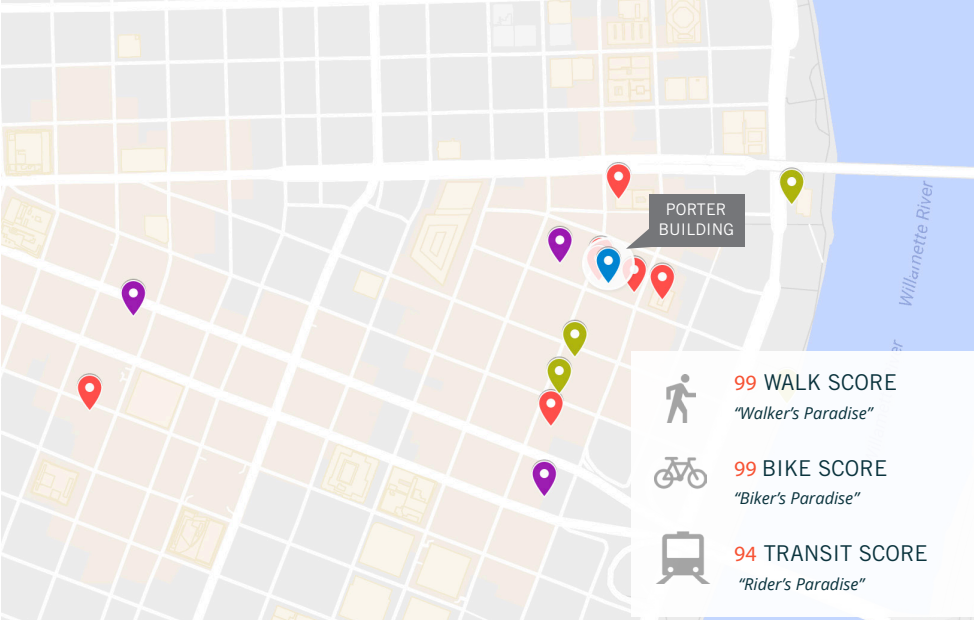 PORTER
BUILDING
Willamette River
99 WALK SCORE
“Walker’s Paradise”
99 BIKE SCORE
“Biker’s Paradise”
94 TRANSIT SCORE
“Rider’s Paradise”